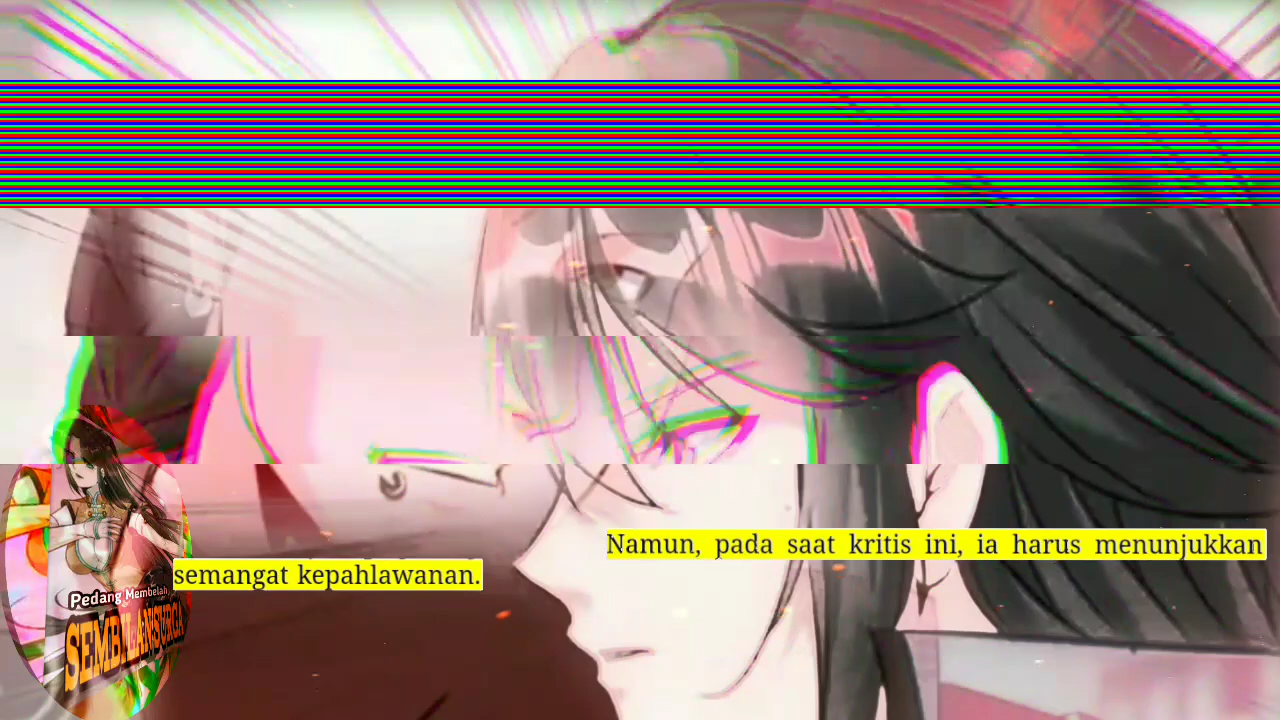 Namun, pada saat kritis ini, ia harus menunjukkan
semangat kepahlawanan.
Pedang Membelah
SEMBILAN SURGA